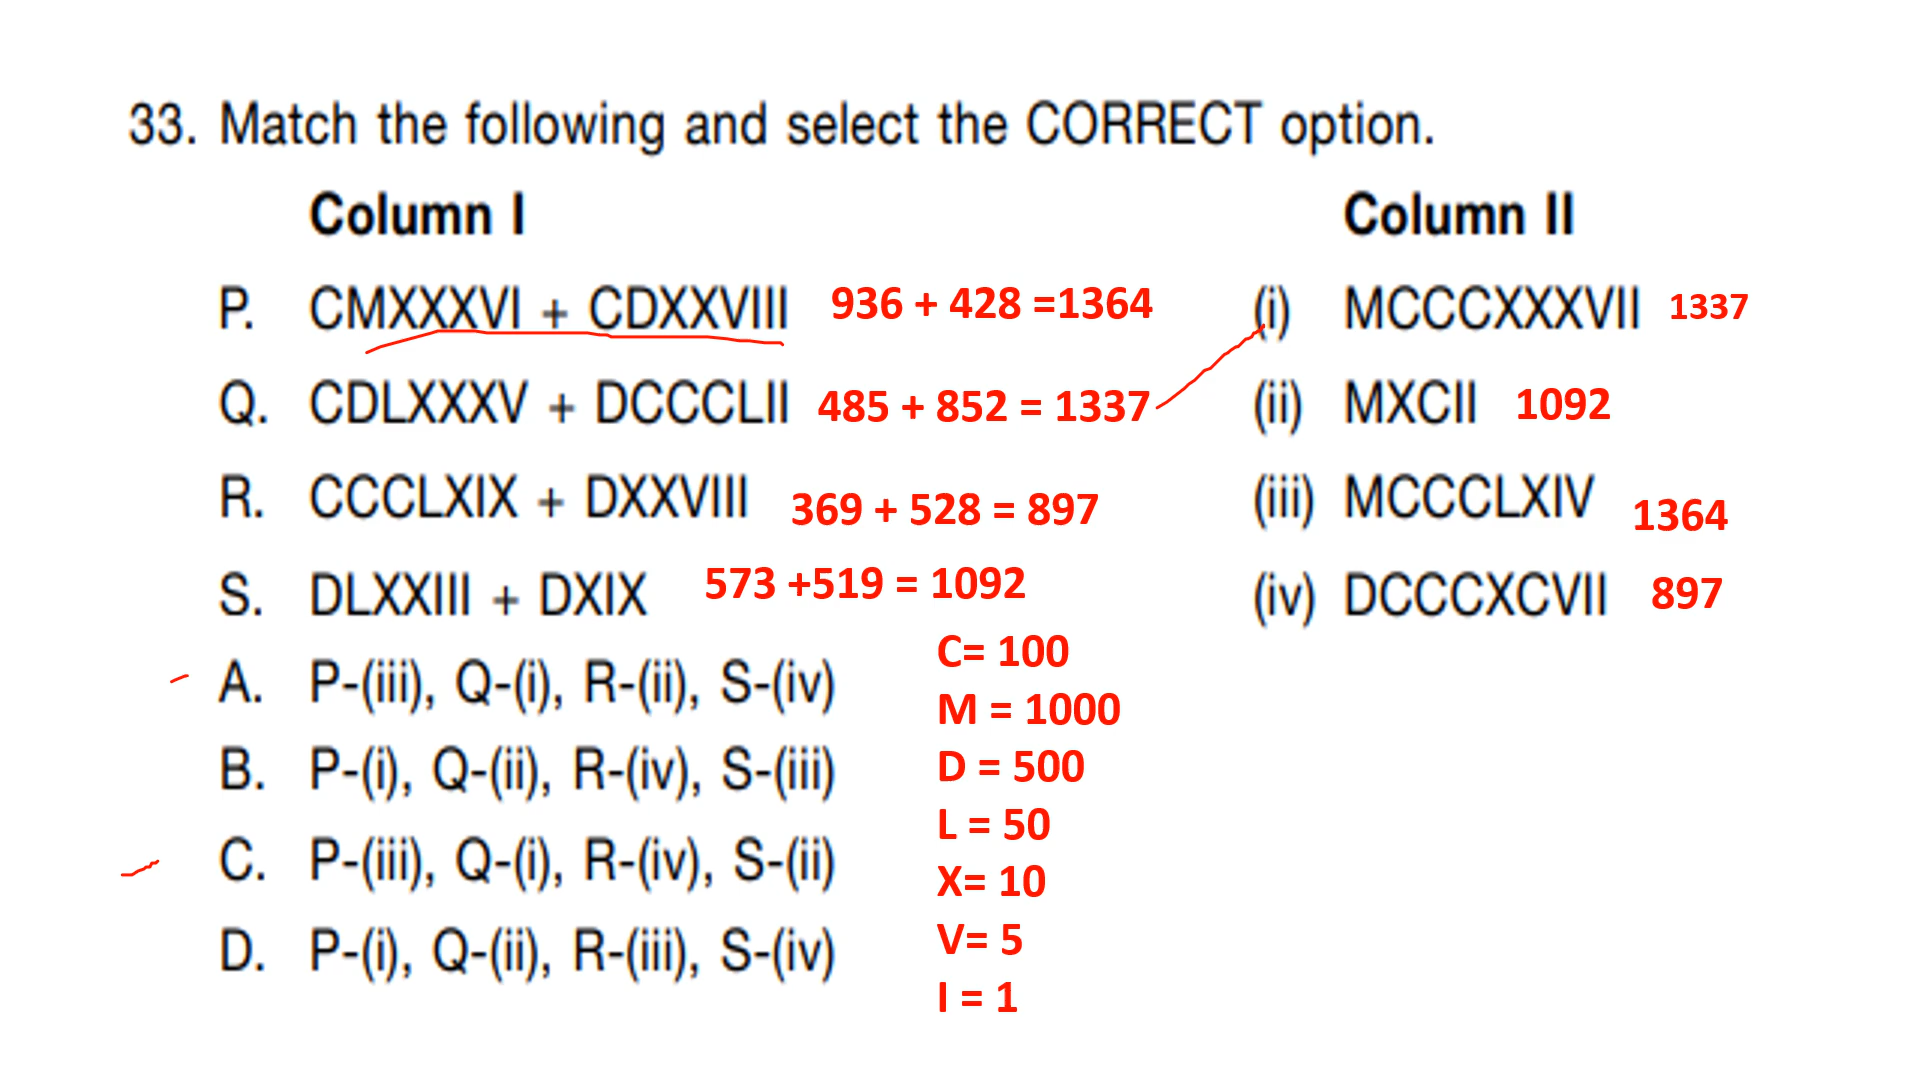 33. Match the following and select the CORRECT option.
Column I Column II
P. CMXXXVI + CDXXVIII 936 + 428 =1364 (i) MCCCXXXVII 1337
Q. CDLXXXV + DCCCLII 485 + 852 = 1337 (ii) MXCII 1092
R. CCCLXIX + DXXVIII 369 + 528 = 897 (iii) MCCCLXIV 1364
S. DLXXIII + DXIX 573 +519 = 1092 (iv) DCCCXCVII 897
C= 100
A. P-(iii), Q-(i), R-(ii), S-(iv)
M = 1000
B. P-(i), Q-(ii), R-(iv), S-(iii)
D = 500
L = 50
C. P-(iii), Q-(i), R-(iv), S-(ii)
X= 10
V= 5
D. P-(i), Q-(ii), R-(iii), S-(iv)
I = 1